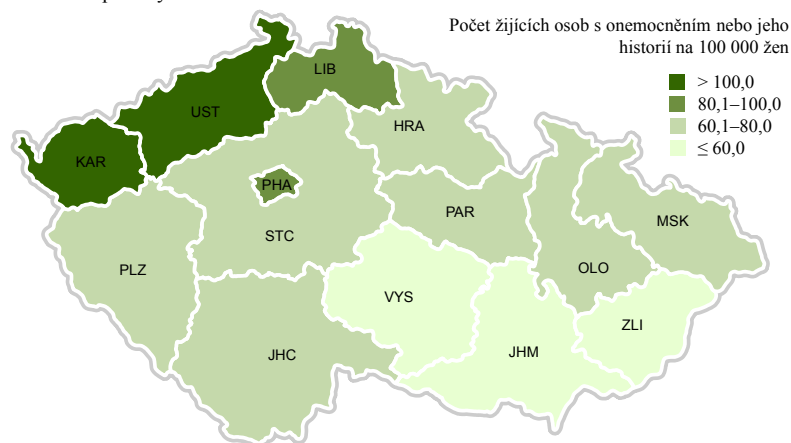 Počet žijících osob s onemocněním nebo jeho
historií na 100 000 žen
> 100,0
80,1–100,0
60,1–80,0
≤ 60,0
LIB
UST
HRA
KAR
PHA
PAR
MSK
STC
OLO
PLZ
VYS
ZLI
JHC
JHM